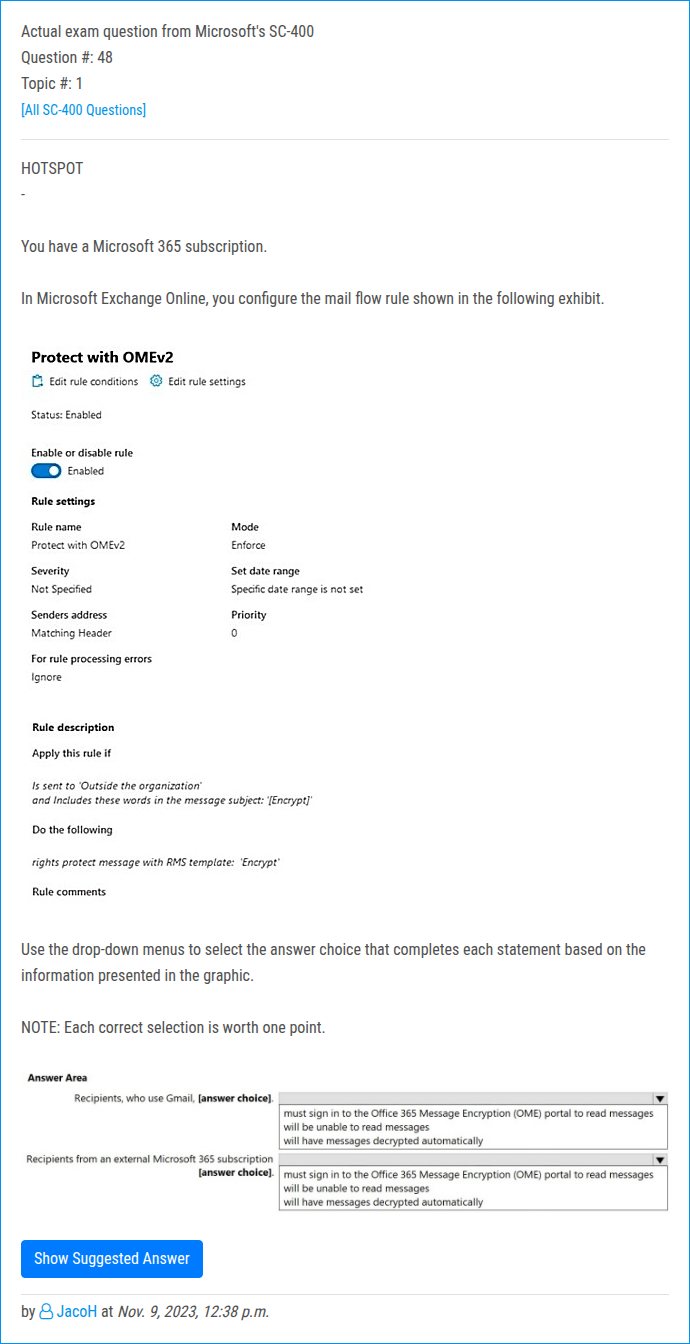 Actual exam question from Microsoft's SC-400
Question #: 48
Topic #: 1
[All SC-400 Questions]
HOTSPOT
-
You have a Microsoft 365 subscription.
In Microsoft Exchange Online, you configure the mail flow rule shown in the following exhibit.
Protect with OMEv2
Edit rule conditions Edit rule settings
Status: Enabled
Enable or disable rule
Enabled
Rule settings
Rule name Mode
Protect with OMEv2 Enforce
Severity Set date range
Not Specified Specific date range is not set
Senders address Priority
Matching Header 0
For rule processing errors
Ignore
Rule description
Apply this rule if
Is sent to 'Outside the organization'
and Includes these words in the message subject: '[Encrypt]'
Do the following
rights protect message with RMS template: 'Encrypt'
Rule comments
Use the drop-down menus to select the answer choice that completes each statement based on the
information presented in the graphic.
NOTE: Each correct selection is worth one point.
Answer Area
Recipients, who use Gmail, [answer choice].
must sign in to the Office 365 Message Encryption (OME) portal to read messages
will be unable to read messages
will have messages decrypted automatically
Recipients from an external Microsoft 365 subscription
[answer choice].
must sign in to the Office 365 Message Encryption (OME) portal to read messages
will be unable to read messages
will have messages decrypted automatically
Show Suggested Answer
by JacoH at Nov. 9, 2023, 12:38 p.m.